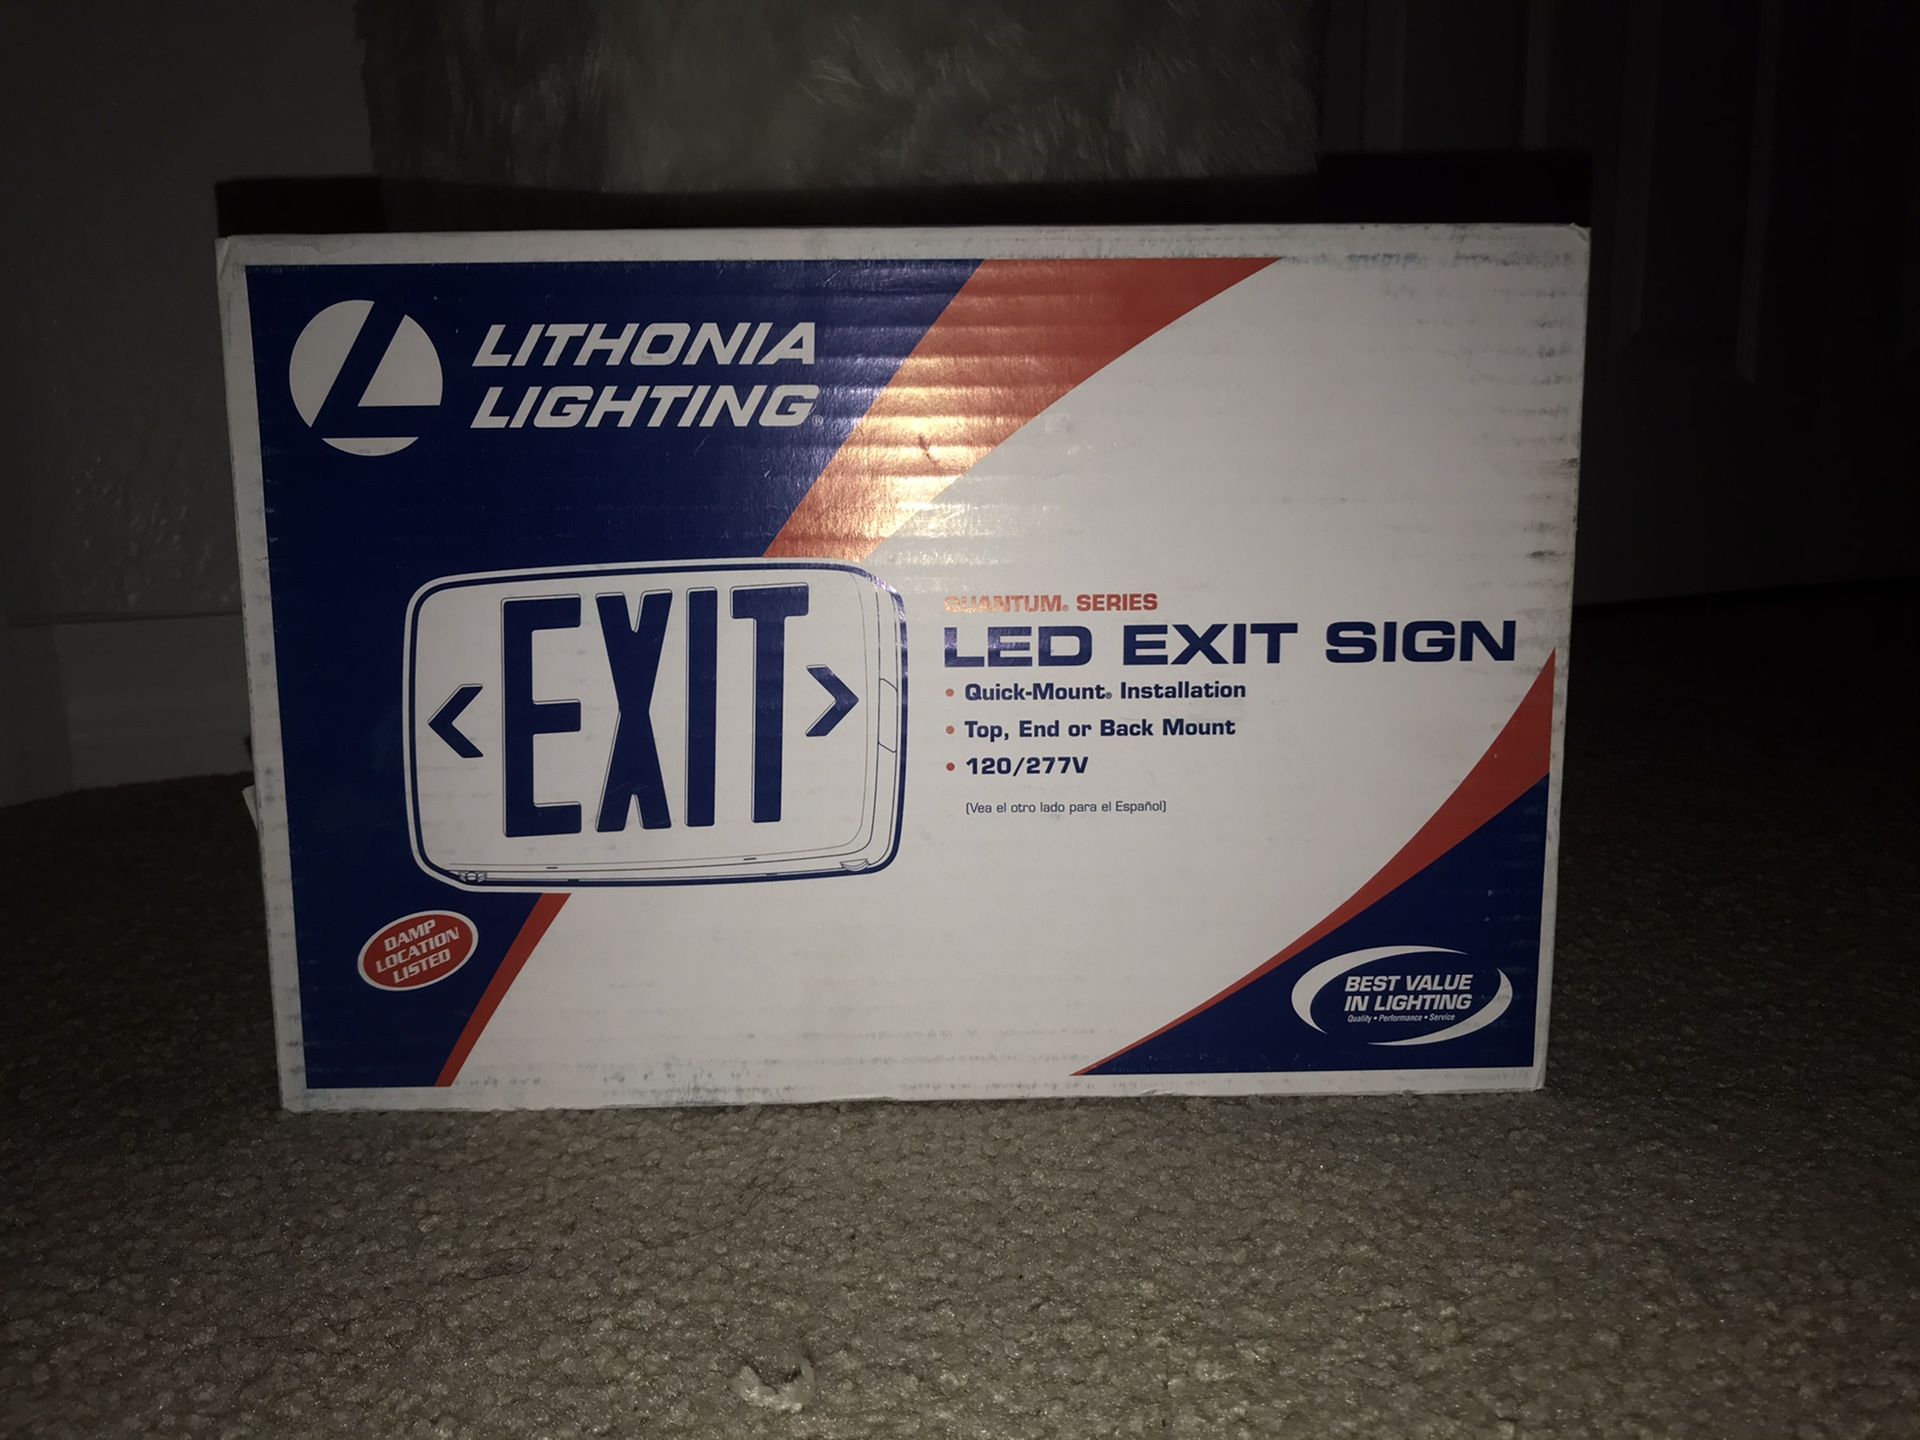 LITHONIA
LIGHTING®
EXIT
QUANTUM® SERIES
LED EXIT SIGN
• Quick-Mount® Installation
• Top, End or Back Mount
• 120/277V
(Vea el otro lado para el Español)
DAMP
LOCATION
LISTED
BEST VALUE
IN LIGHTING
Quality • Performance • Service